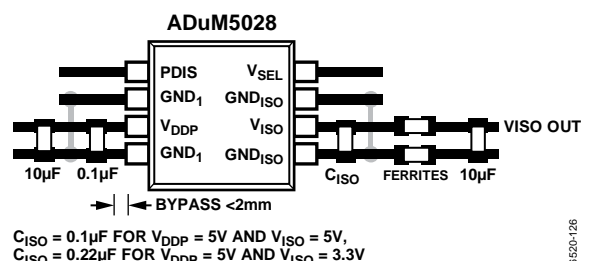 ADuM5028
PDIS VSEL
GND1 GNDISO
VDDP VISO VISO OUT
GND1 GNDISO
10µF 0.1µF CISO FERRITES 10µF
BYPASS <2mm
CISO = 0.1µF FOR VDDP = 5V AND VISO = 5V,
CISO = 0.22µF FOR VDDP = 5V AND VISO = 3.3V